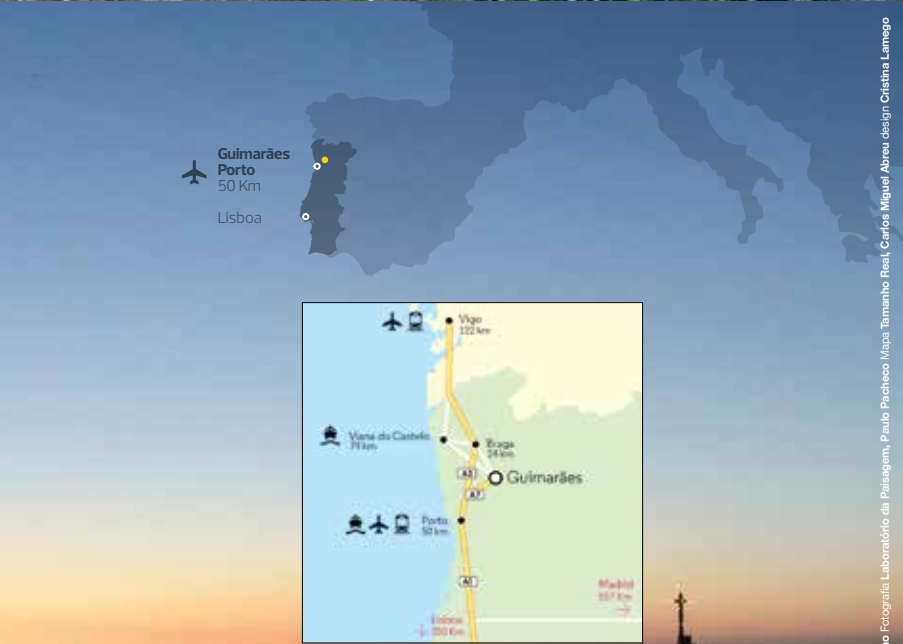 Guimarães
Porto
50 Km
Lisboa
Vigo
122 km
Viana do Castelo
Braga
24 km
A3
Guimarães
A7
Porto
50 km
A1
Madrid
Lisboa
350 Km
Fotografia Laboratório da Paisagem, Paulo Pacheco Mapa Tamanho Real, Carlos Miguel Abreu design Cristina Lamego